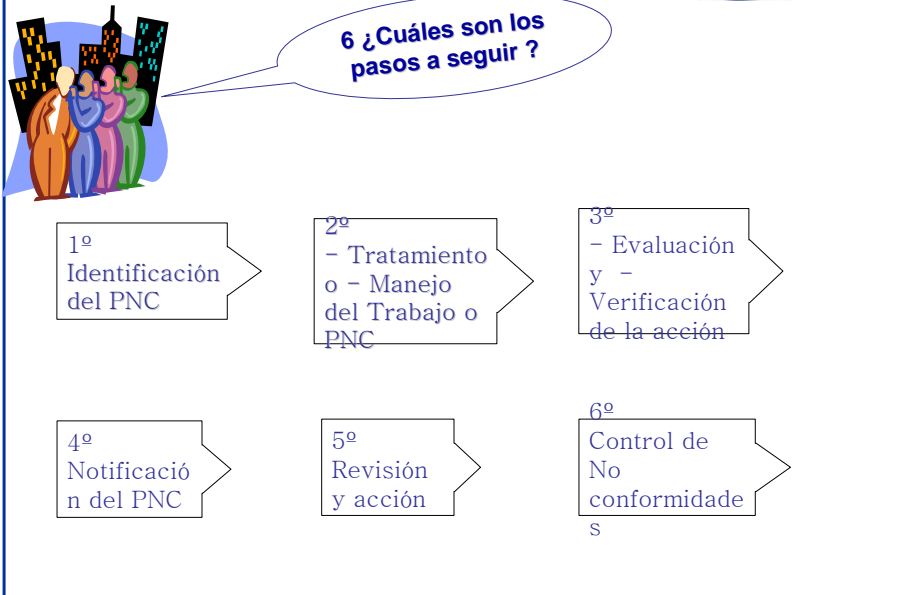 6 ¿Cuáles son los
pasos a seguir ?
1º
Identificación
del PNC
2º
- Tratamiento
o - Manejo
del Trabajo o
PNC
3º
- Evaluación
y -
Verificación
de la acción
4º
Notificació
n del PNC
5º
Revisión
y acción
6º
Control de
No
conformidade
s